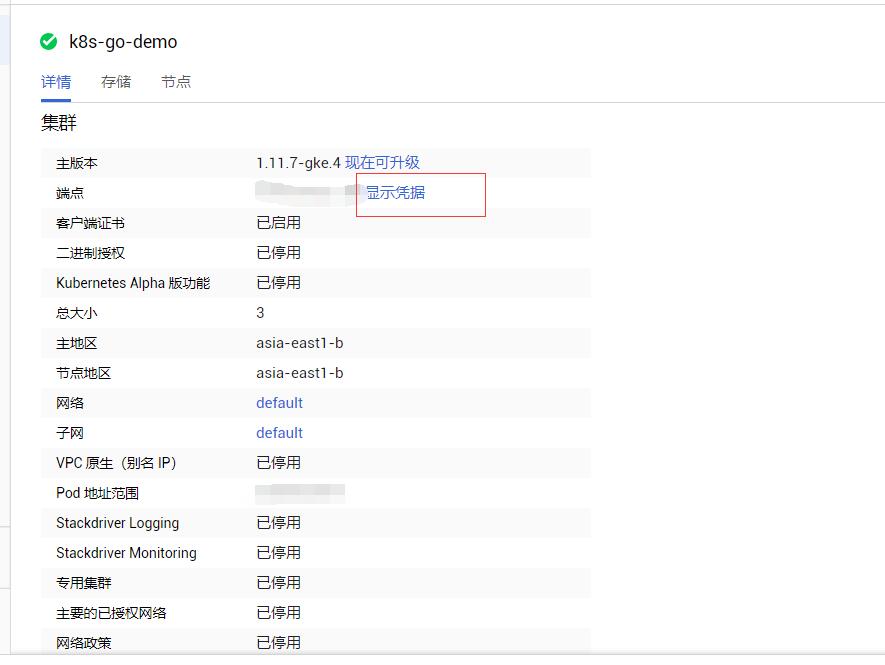 k8s-go-demo
详情 存储 节点
集群
主版本 1.11.7-gke.4 现在可升级
端点 显示凭据
客户端证书 已启用
二进制授权 已停用
Kubernetes Alpha 版功能 已停用
总大小 3
主地区 asia-east1-b
节点地区 asia-east1-b
网络 default
子网 default
VPC 原生（别名 IP） 已停用
Pod 地址范围
Stackdriver Logging 已停用
Stackdriver Monitoring 已停用
专用集群 已停用
主要的已授权网络 已停用
网络政策 已停用